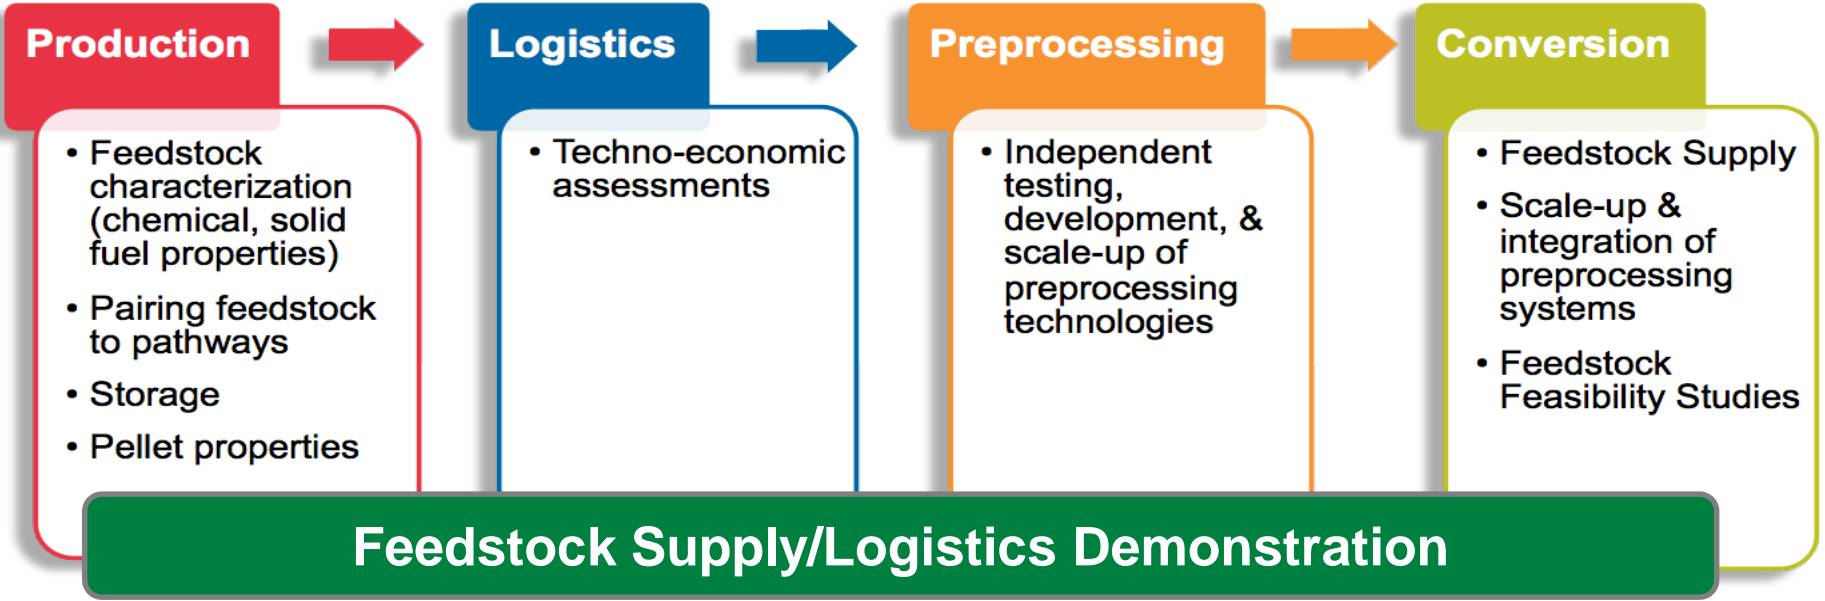 Production
• Feedstock
characterization
(chemical, solid
fuel properties)
• Pairing feedstock
to pathways
• Storage
• Pellet properties
Logistics
• Techno-economic
assessments
Preprocessing
• Independent
testing,
development, &
scale-up of
preprocessing
technologies
Conversion
• Feedstock Supply
• Scale-up &
integration of
preprocessing
systems
• Feedstock
Feasibility Studies
Feedstock Supply/Logistics Demonstration